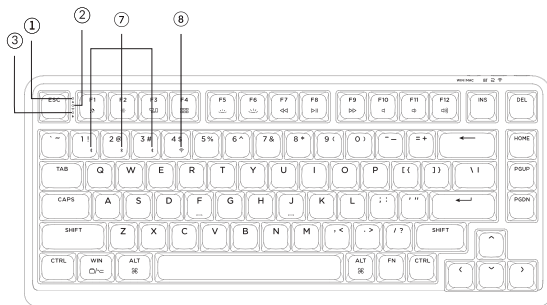 ⑦ ⑧
① ②
③
WIN/MAC
ESC F1 F2 F3 F4 F5 F6 F7 F8 F9 F10 F11 F12 INS DEL
` ~ 1 ! 2 @ 3 # 4 $ 5 % 6 ^ 7 & 8 * 9 ( 0 ) - = + HOME
TAB Q W E R T Y U I O P [ { ] } \ | PGUP
CAPS A S D F G H J K L ; : ' " PGDN
SHIFT Z X C V B N M , < . > / ? SHIFT
CTRL WIN ALT ALT FN CTRL